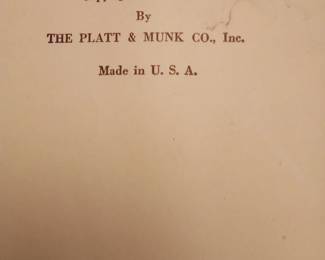 By
THE PLATT & MUNK CO., Inc.
Made in U. S. A.